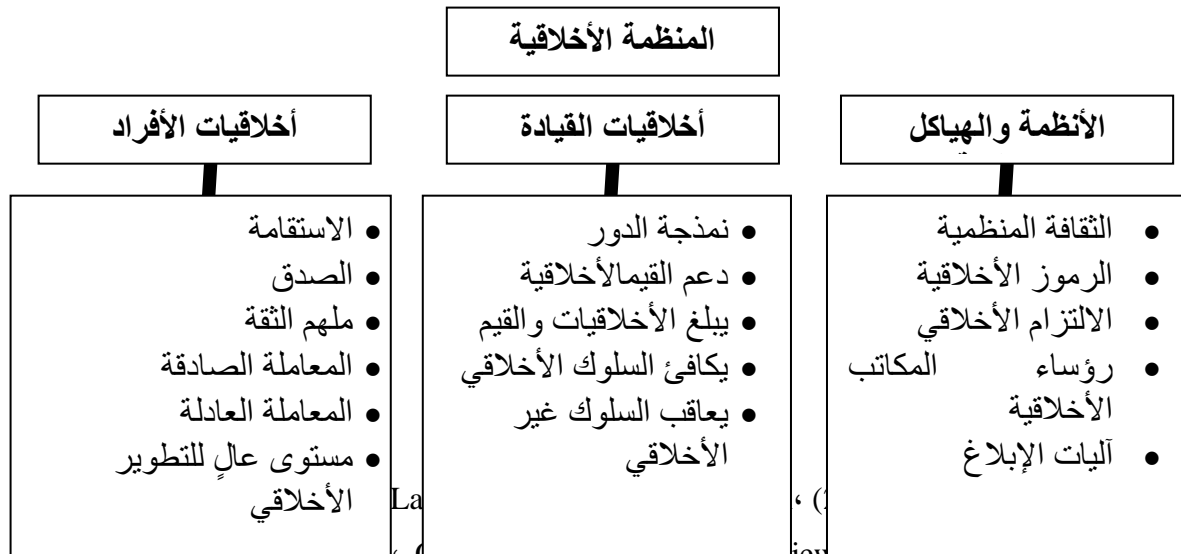 المنظمة الأخلاقية
الأنظمة والهياكل
الثقافة المنظمية
الرموز الأخلاقية
الالتزام الأخلاقي
رؤساء المكاتب
الأخلاقية
آليات الإبلاغ
أخلاقيات القيادة
نمذجة الدور
دعم القيمالأخلاقية
يبلغ الأخلاقيات والقيم
يكافئ السلوك الأخلاقي
يعاقب السلوك غير
الأخلاقي
أخلاقيات الأفراد
الاستقامة
الصدق
ملهم الثقة
المعاملة الصادقة
المعاملة العادلة
مستوى عالٍ للتطوير
الأخلاقي